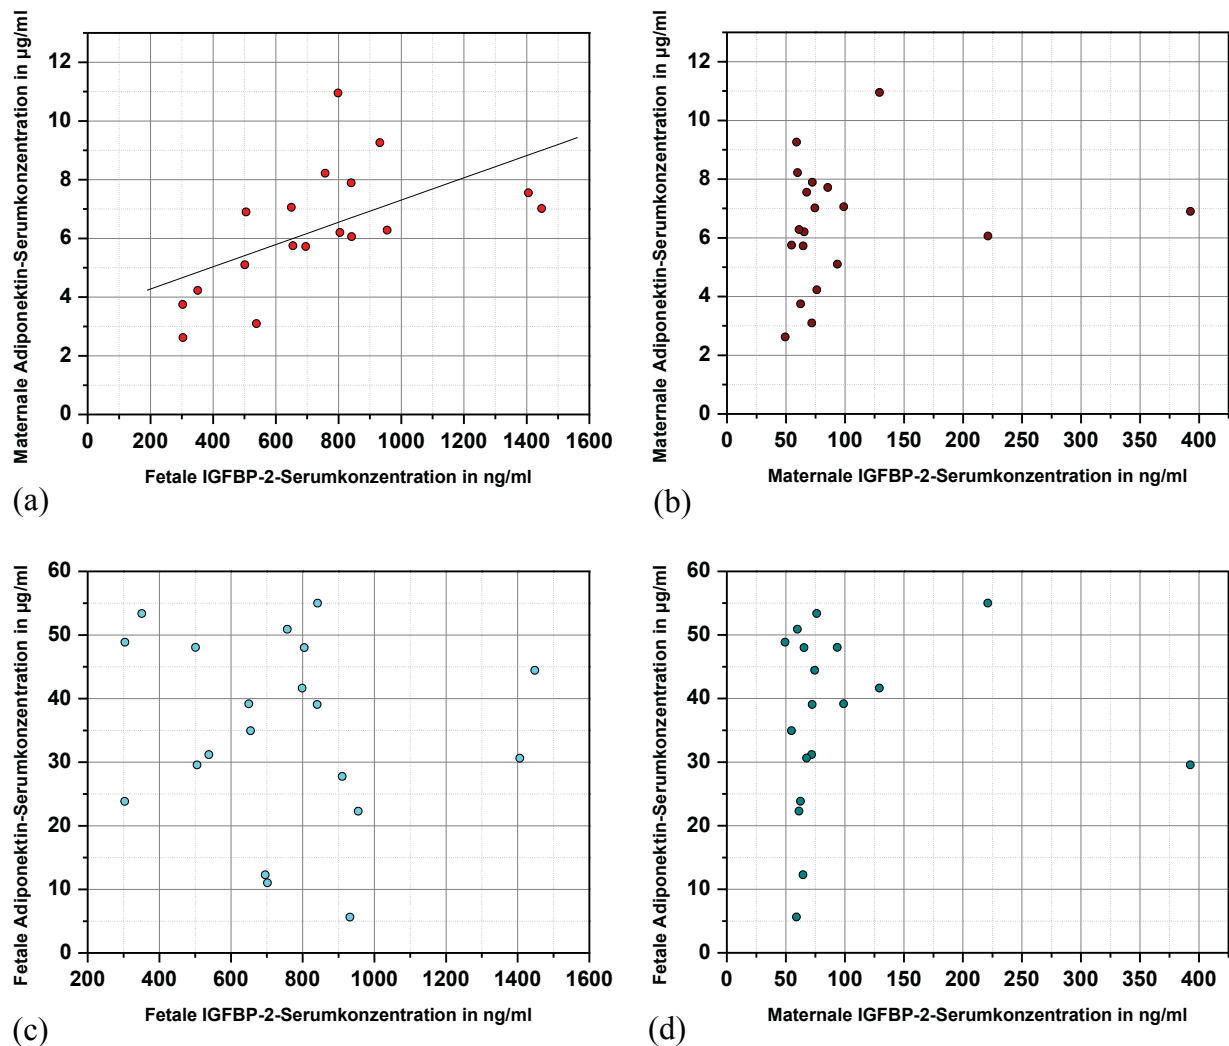 Maternale Adiponektin-Serumkonzentration in µg/ml
12
10
8
6
4
2
0
0 200 400 600 800 1000 1200 1400 1600
Fetale IGFBP-2-Serumkonzentration in ng/ml
(a)
Maternale Adiponektin-Serumkonzentration in µg/ml
12
10
8
6
4
2
0
0 50 100 150 200 250 300 350 400
Maternale IGFBP-2-Serumkonzentration in ng/ml
(b)
Fetale Adiponektin-Serumkonzentration in µg/ml
60
50
40
30
20
10
0
200 400 600 800 1000 1200 1400 1600
Fetale IGFBP-2-Serumkonzentration in ng/ml
(c)
Fetale Adiponektin-Serumkonzentration in µg/ml
60
50
40
30
20
10
0
0 50 100 150 200 250 300 350 400
Maternale IGFBP-2-Serumkonzentration in ng/ml
(d)